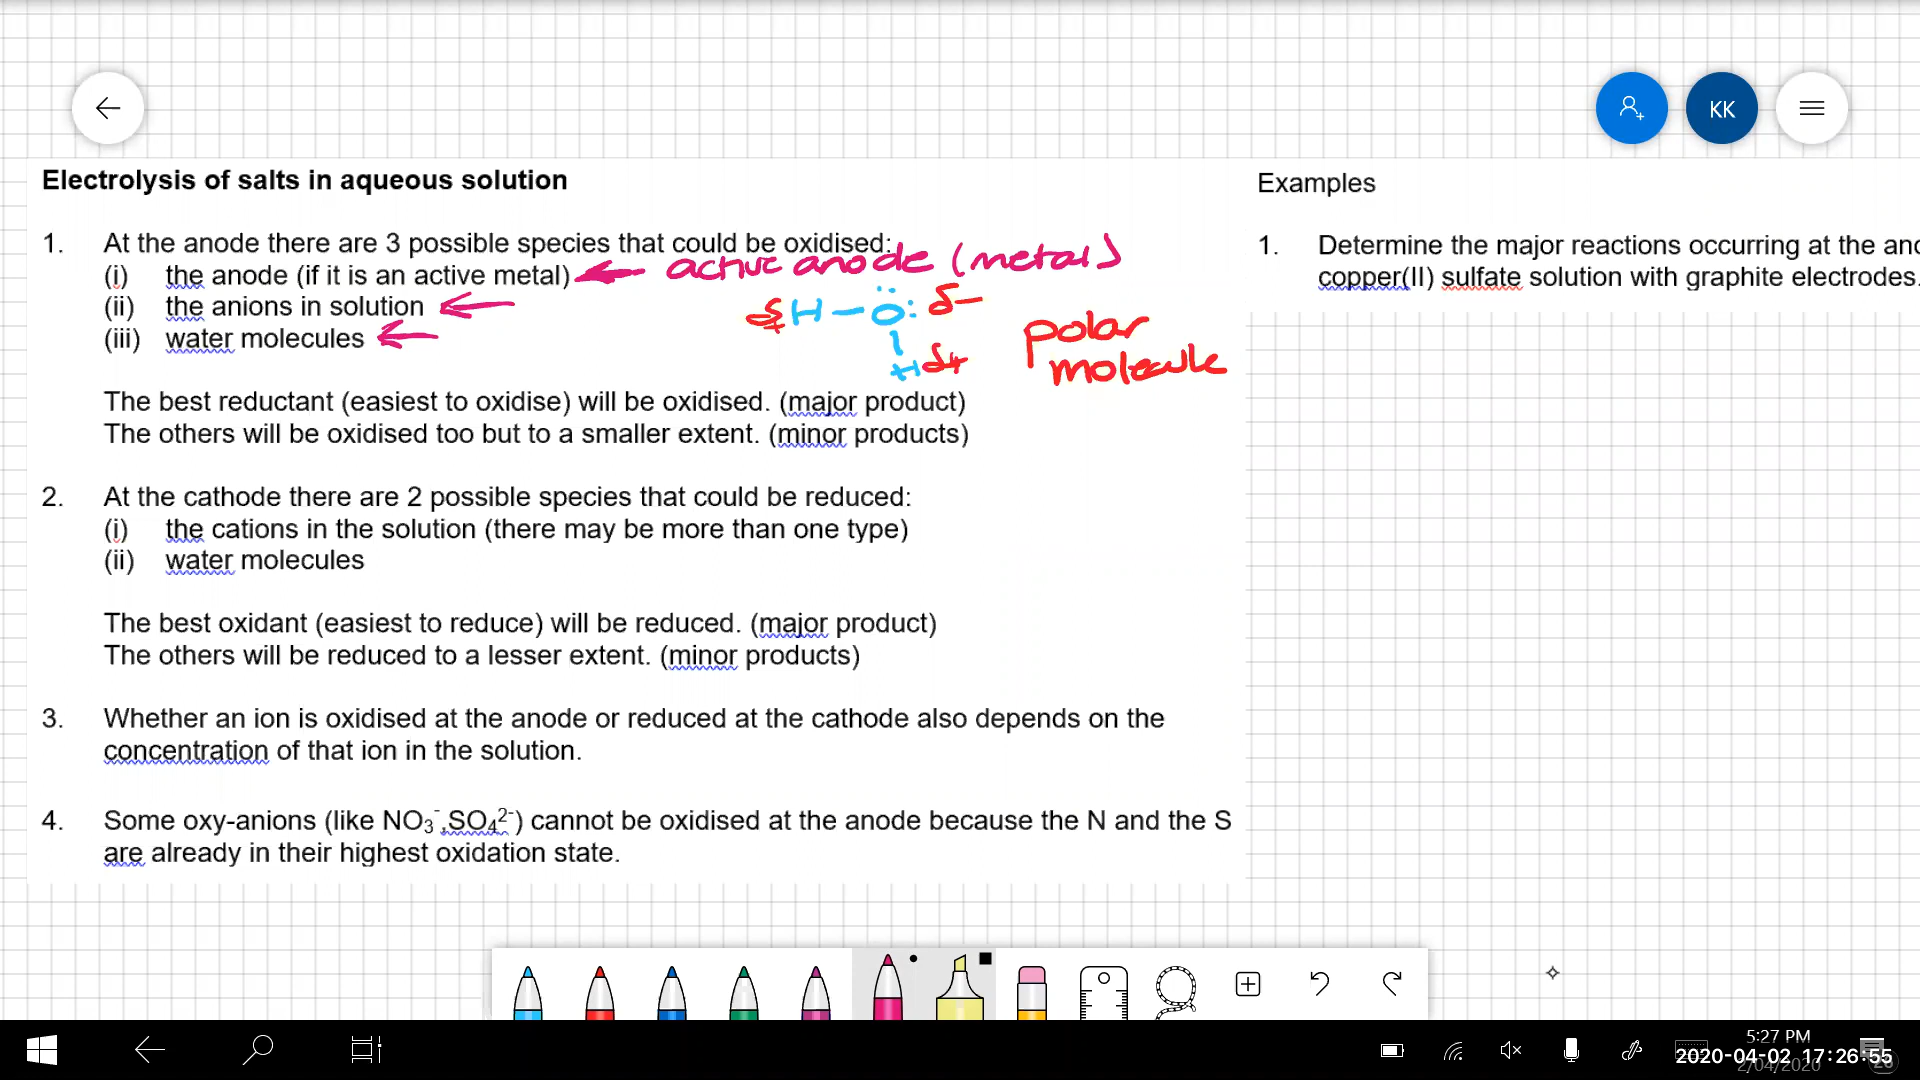 KK
Electrolysis of salts in aqueous solution
1. At the anode there are 3 possible species that could be oxidised:
(i) the anode (if it is an active metal)
active anode (metal)
(ii) the anions in solution
(iii) water molecules
δ+ H – Ö: δ–
H δ+
polar
molecule
The best reductant (easiest to oxidise) will be oxidised. (major product)
The others will be oxidised too but to a smaller extent. (minor products)
2. At the cathode there are 2 possible species that could be reduced:
(i) the cations in the solution (there may be more than one type)
(ii) water molecules
The best oxidant (easiest to reduce) will be reduced. (major product)
The others will be reduced to a lesser extent. (minor products)
3. Whether an ion is oxidised at the anode or reduced at the cathode also depends on the
concentration of that ion in the solution.
4. Some oxy-anions (like NO₃⁻,SO₄²⁻) cannot be oxidised at the anode because the N and the S
are already in their highest oxidation state.
Examples
1. Determine the major reactions occurring at the ano
copper(II) sulfate solution with graphite electrodes.
5:27 PM
2020-04-02 17:26:55
2/04/2020